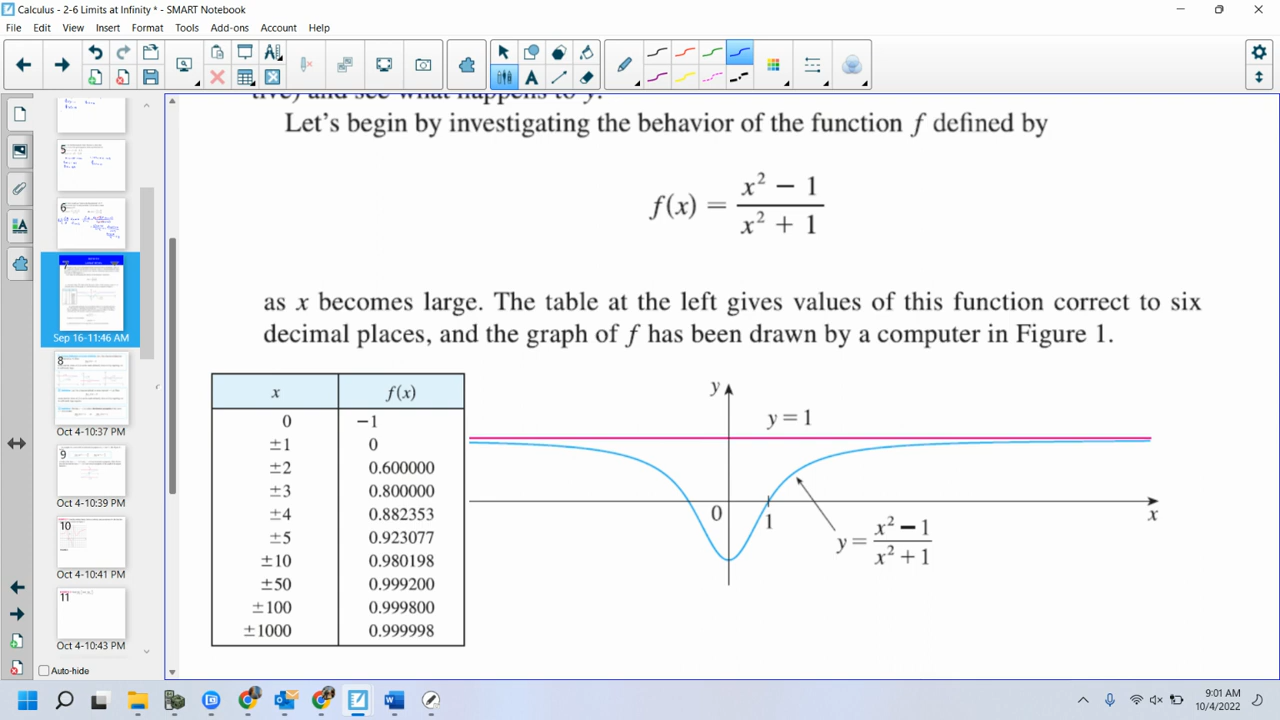 Calculus - 2-6 Limits at Infinity * - SMART Notebook
File Edit View Insert Format Tools Add-ons Account Help
tive) and see what happens to y.
Let's begin by investigating the behavior of the function f defined by
f(x) = (x² − 1)/(x² + 1)
as x becomes large. The table at the left gives values of this function correct to six
decimal places, and the graph of f has been drawn by a computer in Figure 1.
x f(x)
0 −1
±1 0
±2 0.600000
±3 0.800000
±4 0.882353
±5 0.923077
±10 0.980198
±50 0.999200
±100 0.999800
±1000 0.999998
y
y = 1
0
1
x
y = (x² − 1)/(x² + 1)
5
6
7
Sep 16-11:46 AM
8
Oct 4-10:37 PM
9
Oct 4-10:39 PM
10
Oct 4-10:41 PM
11
Oct 4-10:43 PM
Auto-hide
9:01 AM
10/4/2022